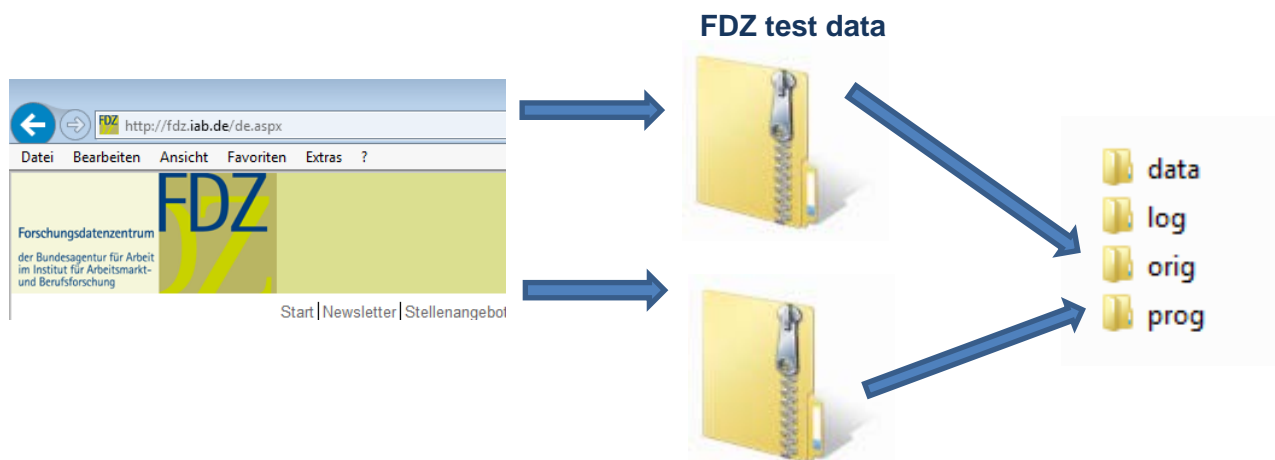 FDZ test data
FDZ http://fdz.iab.de/de.aspx
Datei Bearbeiten Ansicht Favoriten Extras ?
FDZ
Forschungsdatenzentrum
der Bundesagentur für Arbeit
im Institut für Arbeitsmarkt-
und Berufsforschung
Start|Newsletter|Stellenangebot
data
log
orig
prog